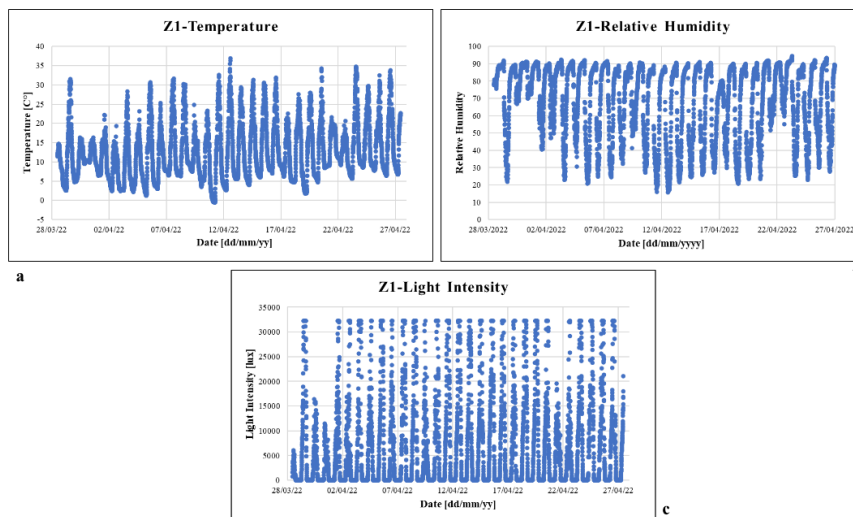 Z1-Temperature
40
35
30
25
20
15
10
5
0
-5
Temperature [C°]
28/03/22 02/04/22 07/04/22 12/04/22 17/04/22 22/04/22 27/04/22
Date [dd/mm/yy]
a
Z1-Relative Humidity
100
90
80
70
60
50
40
30
20
10
0
Relative Humidity
28/03/2022 02/04/2022 07/04/2022 12/04/2022 17/04/2022 22/04/2022 27/04/2022
Date [dd/mm/yyyy]
Z1-Light Intensity
35000
30000
25000
20000
15000
10000
5000
0
Light Intensity [lux]
28/03/22 02/04/22 07/04/22 12/04/22 17/04/22 22/04/22 27/04/22
Date [dd/mm/yy]
c